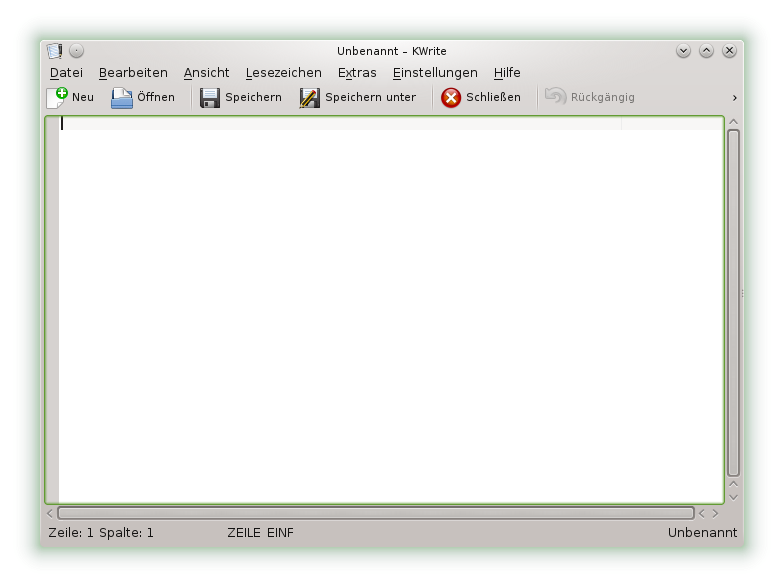 Unbenannt – KWrite
Datei Bearbeiten Ansicht Lesezeichen Extras Einstellungen Hilfe
Neu Öffnen Speichern Speichern unter Schließen Rückgängig
Zeile: 1 Spalte: 1 ZEILE EINF Unbenannt